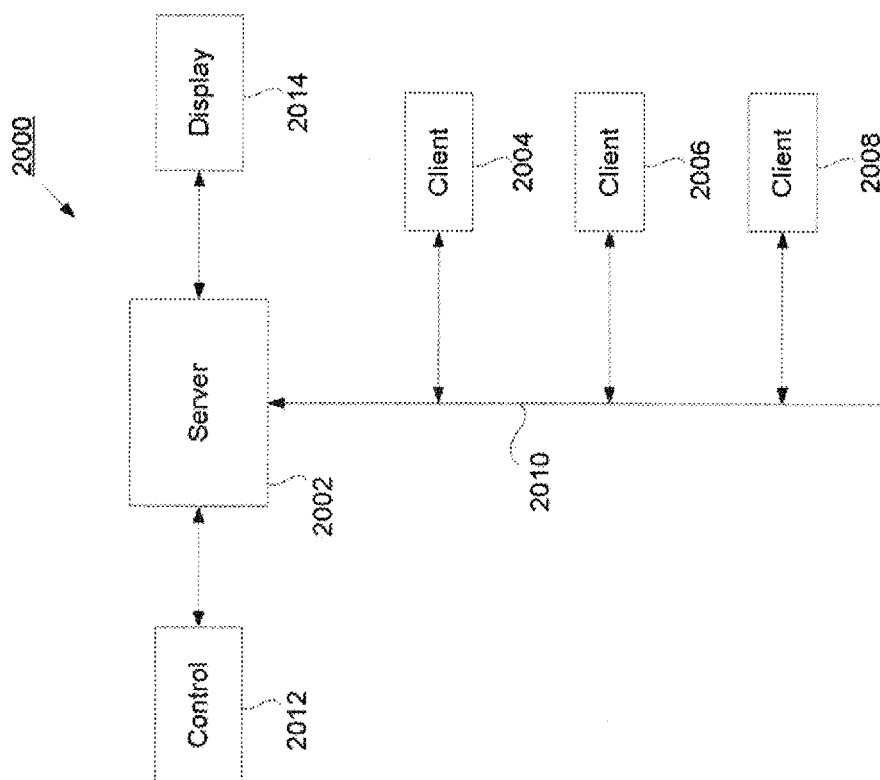 2000
Control
2012
Server
2002
Display
2014
2010
Client
2004
Client
2006
Client
2008